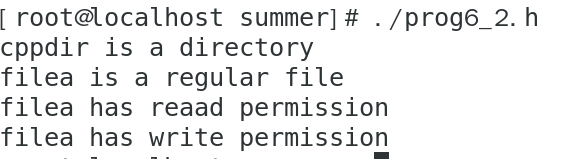 [root@localhost summer]# ./prog6_2.h
cppdir is a directory
filea is a regular file
filea has reaad permission
filea has write permission